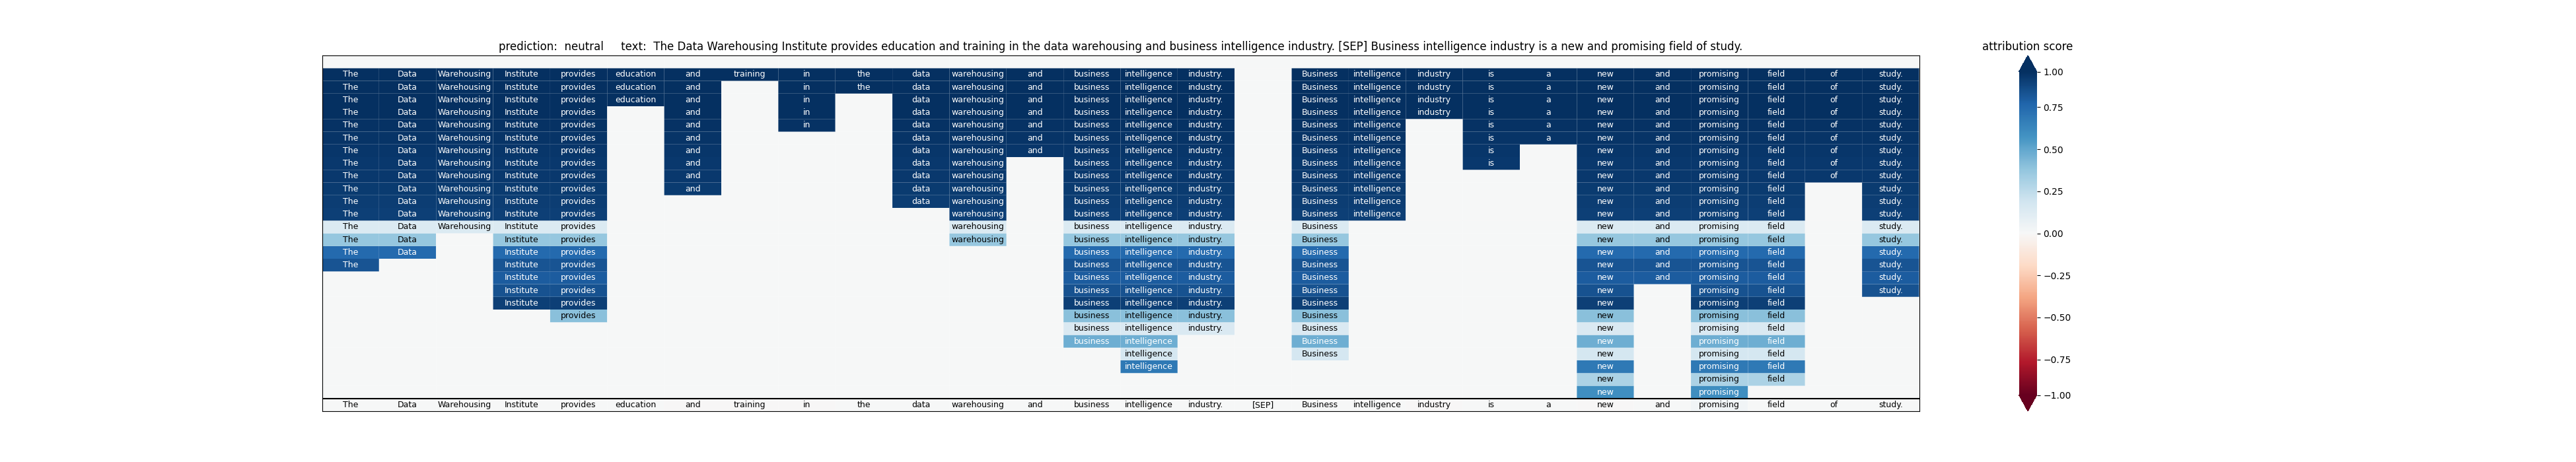 prediction: neutral text: The Data Warehousing Institute provides education and training in the data warehousing and business intelligence industry. [SEP] Business intelligence industry is a new and promising field of study.
The Data Warehousing Institute provides education and training in the data warehousing and business intelligence industry. Business intelligence industry is a new and promising field of study.
The Data Warehousing Institute provides education and in the data warehousing and business intelligence industry. Business intelligence industry is a new and promising field of study.
The Data Warehousing Institute provides education and in data warehousing and business intelligence industry. Business intelligence industry is a new and promising field of study.
The Data Warehousing Institute provides and in data warehousing and business intelligence industry. Business intelligence industry is a new and promising field of study.
The Data Warehousing Institute provides and in data warehousing and business intelligence industry. Business intelligence is a new and promising field of study.
The Data Warehousing Institute provides and data warehousing and business intelligence industry. Business intelligence is a new and promising field of study.
The Data Warehousing Institute provides and data warehousing and business intelligence industry. Business intelligence is new and promising field of study.
The Data Warehousing Institute provides and data warehousing business intelligence industry. Business intelligence is new and promising field of study.
The Data Warehousing Institute provides and data warehousing business intelligence industry. Business intelligence new and promising field of study.
The Data Warehousing Institute provides and data warehousing business intelligence industry. Business intelligence new and promising field study.
The Data Warehousing Institute provides data warehousing business intelligence industry. Business intelligence new and promising field study.
The Data Warehousing Institute provides warehousing business intelligence industry. Business intelligence new and promising field study.
The Data Warehousing Institute provides warehousing business intelligence industry. Business new and promising field study.
The Data Institute provides warehousing business intelligence industry. Business new and promising field study.
The Data Institute provides business intelligence industry. Business new and promising field study.
The Institute provides business intelligence industry. Business new and promising field study.
Institute provides business intelligence industry. Business new and promising field study.
Institute provides business intelligence industry. Business new promising field study.
Institute provides business intelligence industry. Business new promising field
provides business intelligence industry. Business new promising field
business intelligence industry. Business new promising field
business intelligence Business new promising field
intelligence Business new promising field
intelligence new promising field
new promising field
new promising
The Data Warehousing Institute provides education and training in the data warehousing and business intelligence industry. [SEP] Business intelligence industry is a new and promising field of study.
attribution score
1.00
0.75
0.50
0.25
0.00
−0.25
−0.50
−0.75
−1.00